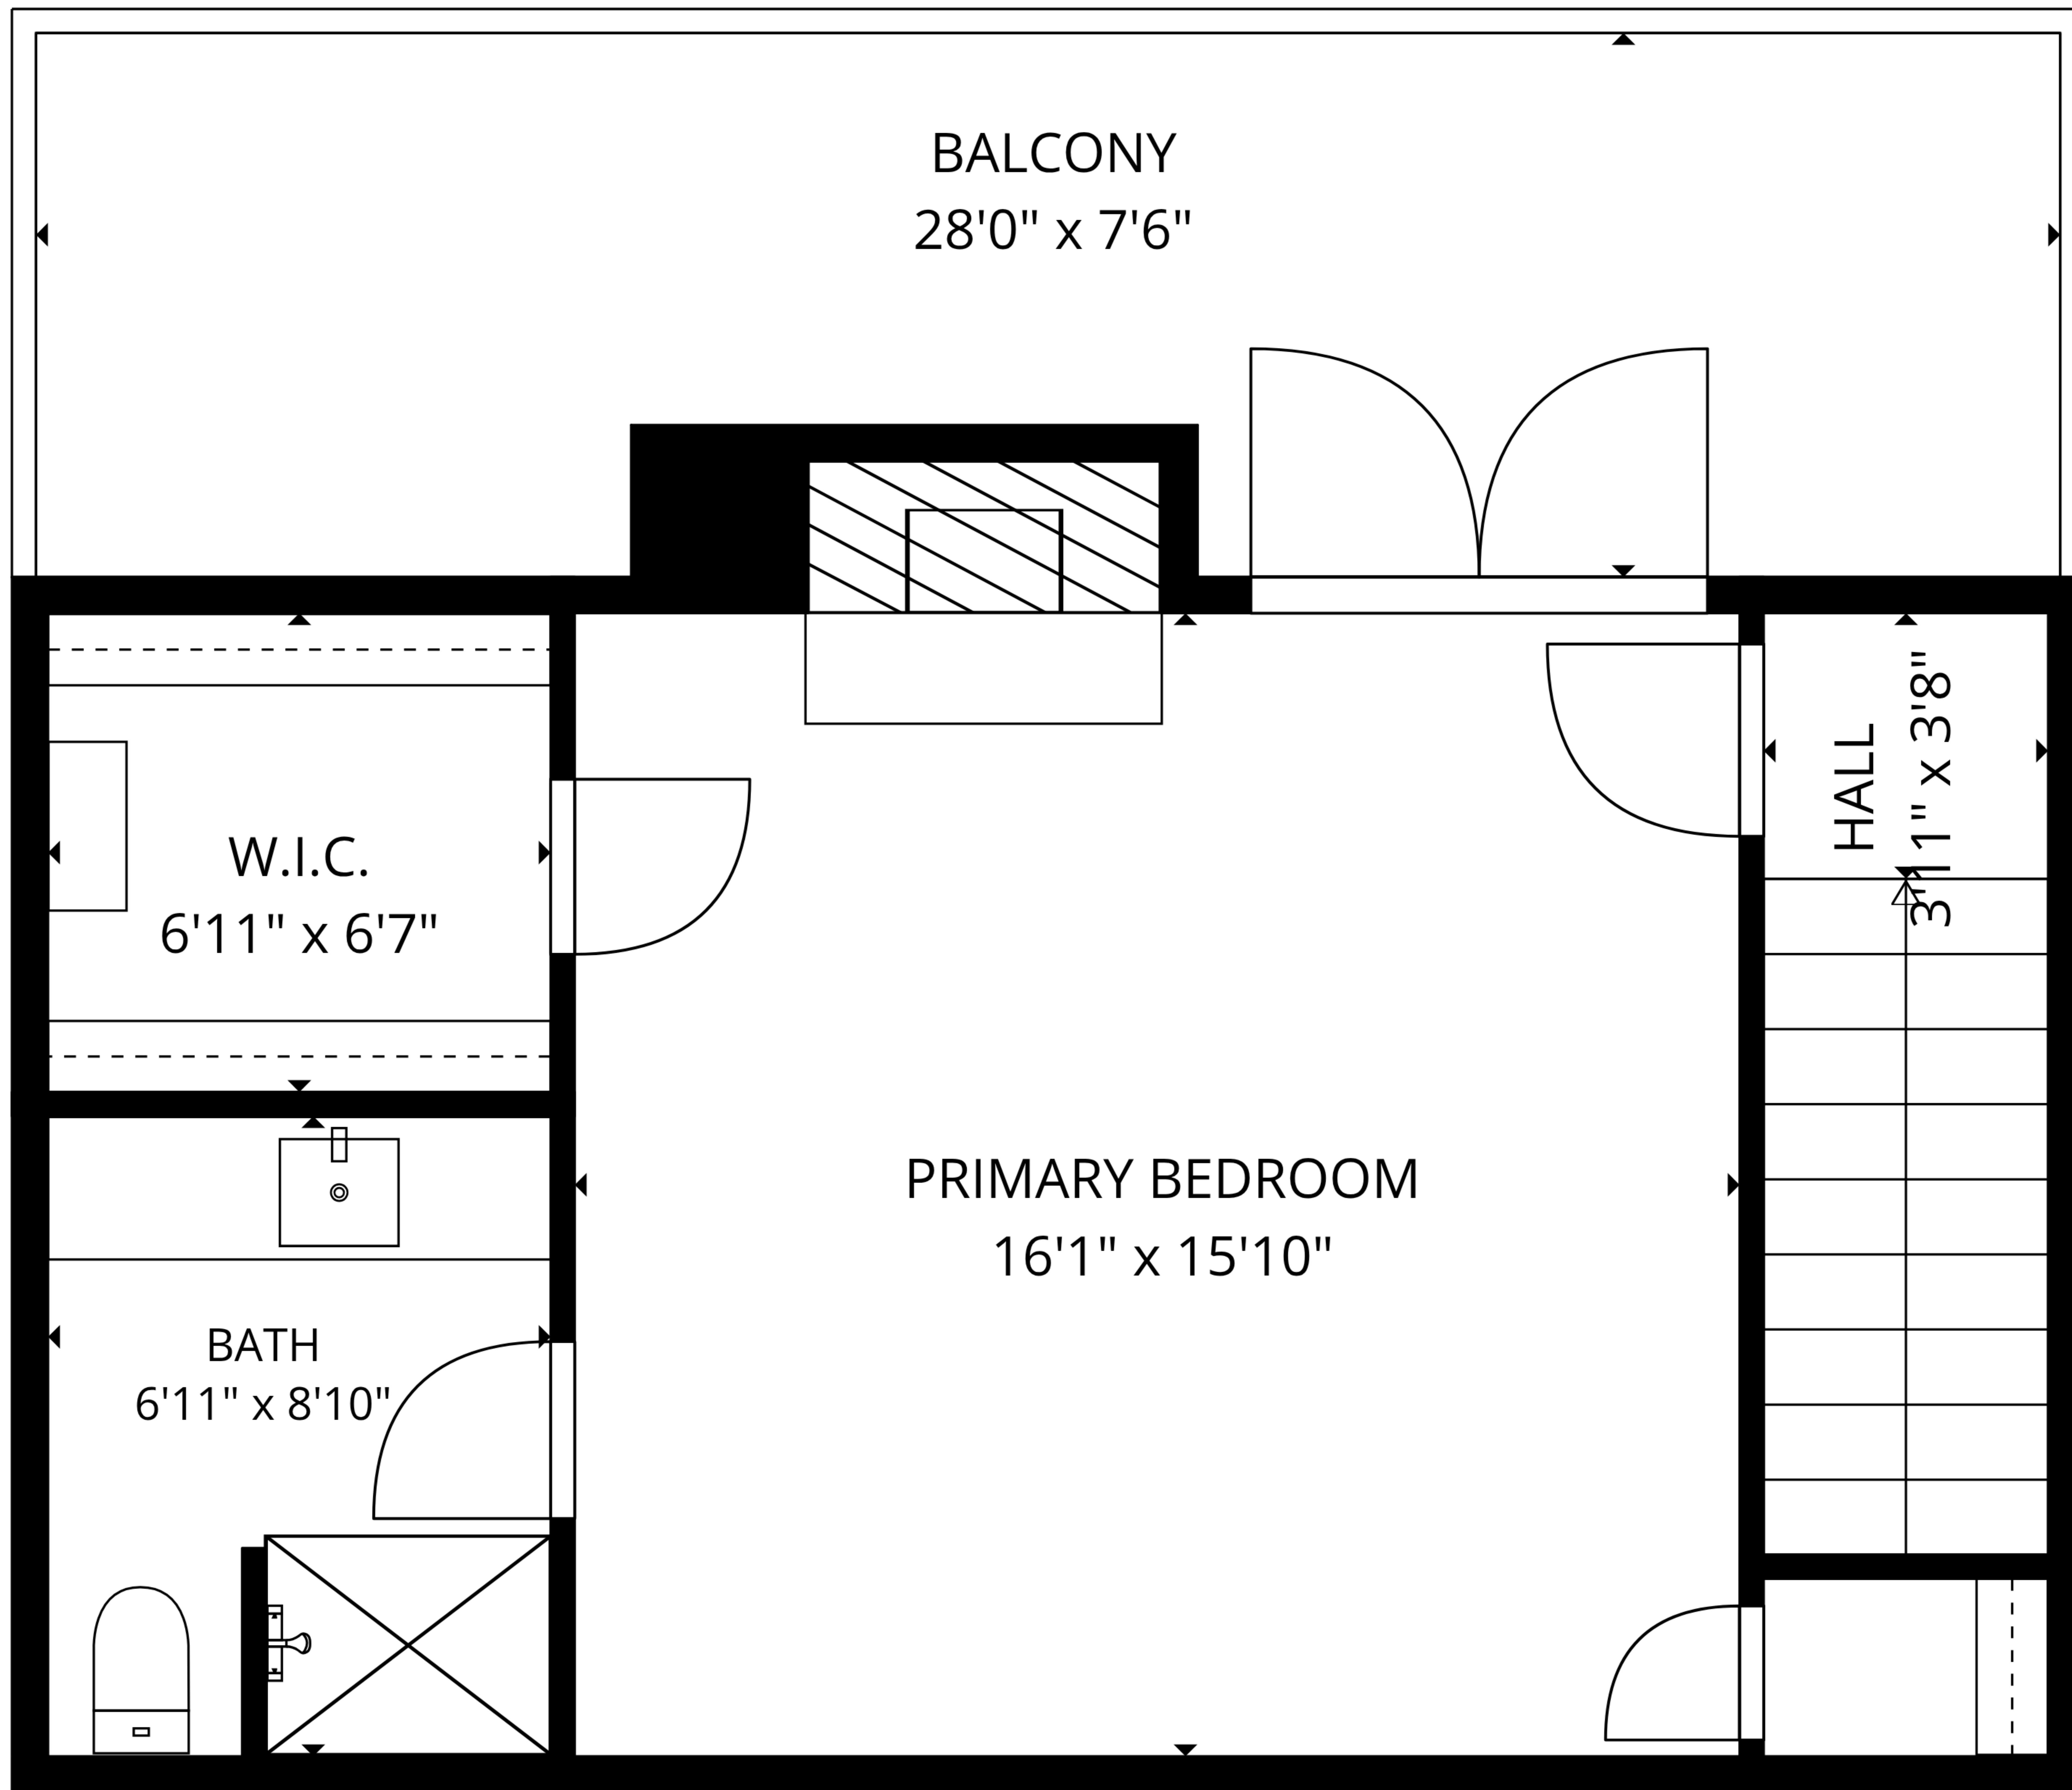 BALCONY
28'0" x 7'6"
HALL
3'11" x 3'8"
W.I.C.
6'11" x 6'7"
PRIMARY BEDROOM
16'1" x 15'10"
BATH
6'11" x 8'10"